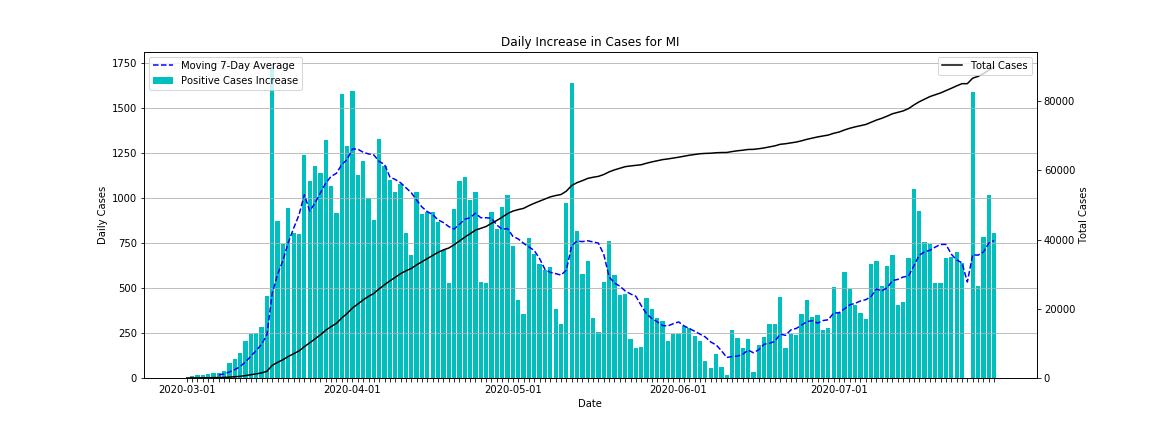 Daily Increase in Cases for MI
Moving 7-Day Average
Positive Cases Increase
Total Cases
1750
1500
1250
1000
750
500
250
0
Daily Cases
80000
60000
40000
20000
0
Total Cases
2020-03-01
2020-04-01
2020-05-01
2020-06-01
2020-07-01
Date